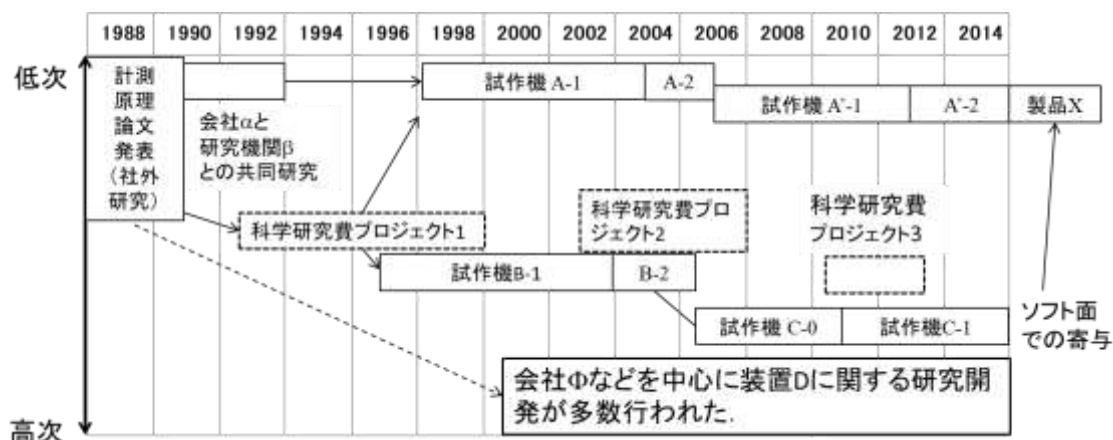 1988 1990 1992 1994 1996 1998 2000 2002 2004 2006 2008 2010 2012 2014
低次
計測
原理
論文
発表
（社外
研究）
会社αと
研究機関β
との共同研究
試作機 A-1
A-2
試作機 A'-1
A'-2
製品X
科学研究費プロジェクト1
科学研究費プロ
ジェクト2
科学研究費
プロジェクト3
試作機B-1
B-2
試作機 C-0
試作機C-1
ソフト面
での寄与
会社Φなどを中心に装置Dに関する研究開
発が多数行われた.
高次